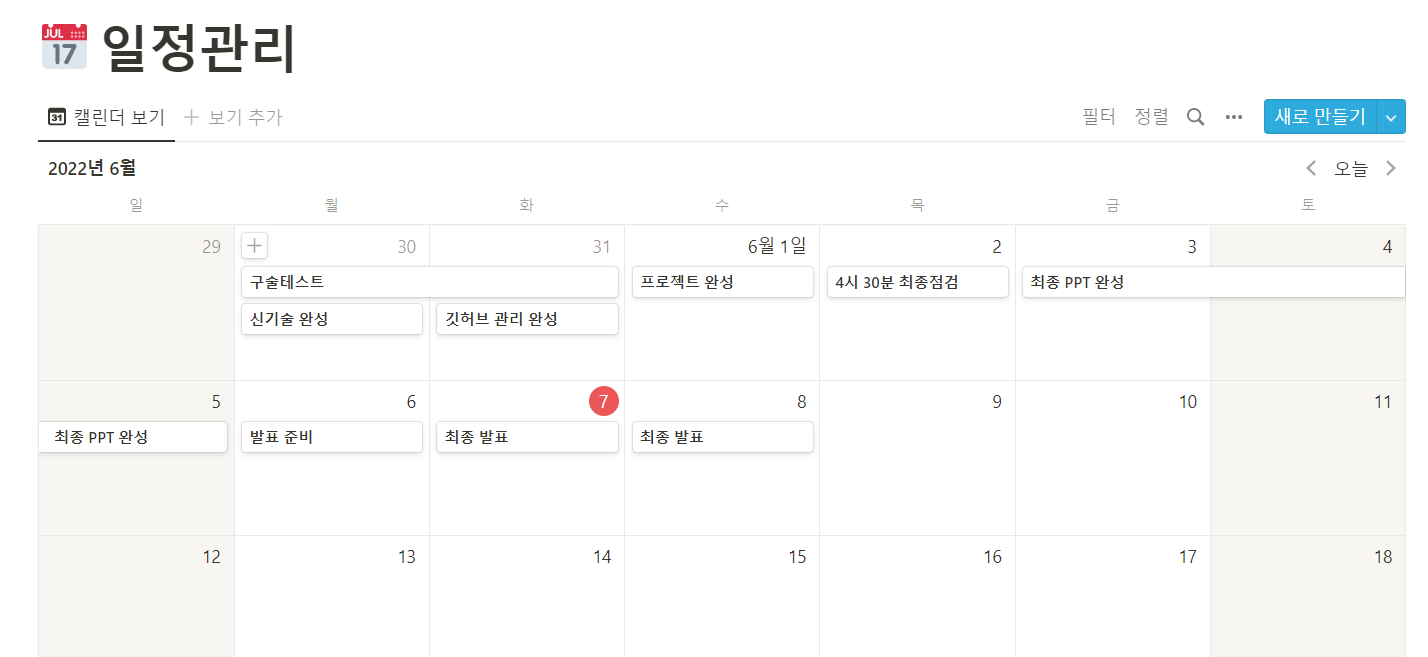 JUL
17
일정관리
31 캘린더 보기 + 보기 추가 필터 정렬 ··· 새로 만들기
2022년 6월 오늘
일 월 화 수 목 금 토
29 + 30 31 6월 1일 2 3 4
구술테스트 프로젝트 완성 4시 30분 최종점검 최종 PPT 완성
신기술 완성 깃허브 관리 완성
5 6 7 8 9 10 11
최종 PPT 완성 발표 준비 최종 발표 최종 발표
12 13 14 15 16 17 18